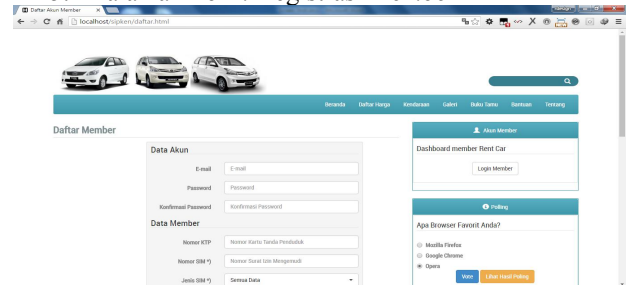 Daftar Akun Member
localhost/sipken/daftar.html
Beranda Daftar Harga Kendaraan Galeri Buku Tamu Bantuan Tentang
Daftar Member
Data Akun
E-mail E-mail
Password Password
Konfirmasi Password Konfirmasi Password
Data Member
Nomor KTP Nomor Kartu Tanda Penduduk
Nomor SIM *) Nomor Surat Izin Mengemudi
Jenis SIM *) Semua Data
Akun Member
Dashboard member Rent Car
Login Member
Polling
Apa Browser Favorit Anda?
Mozilla Firefox
Google Chrome
Opera
Vote Lihat Hasil Polling